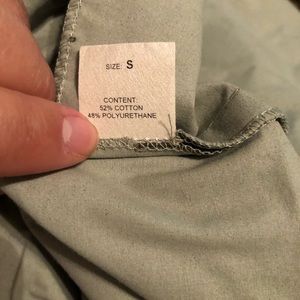 SIZE: S
CONTENT:
52% COTTON
48% POLYURETHANE